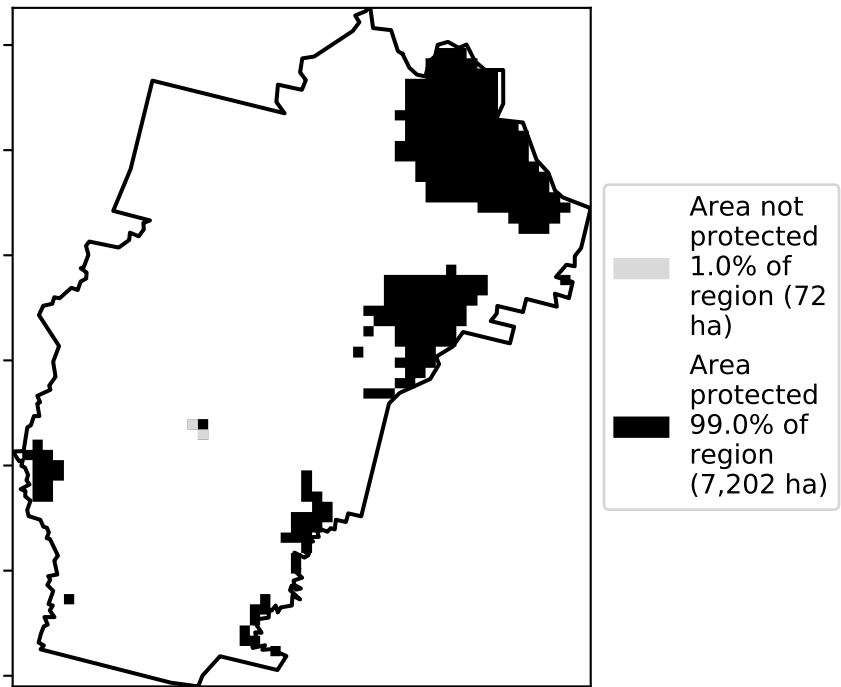 Area not
protected
1.0% of
region (72
ha)
Area
protected
99.0% of
region
(7,202 ha)